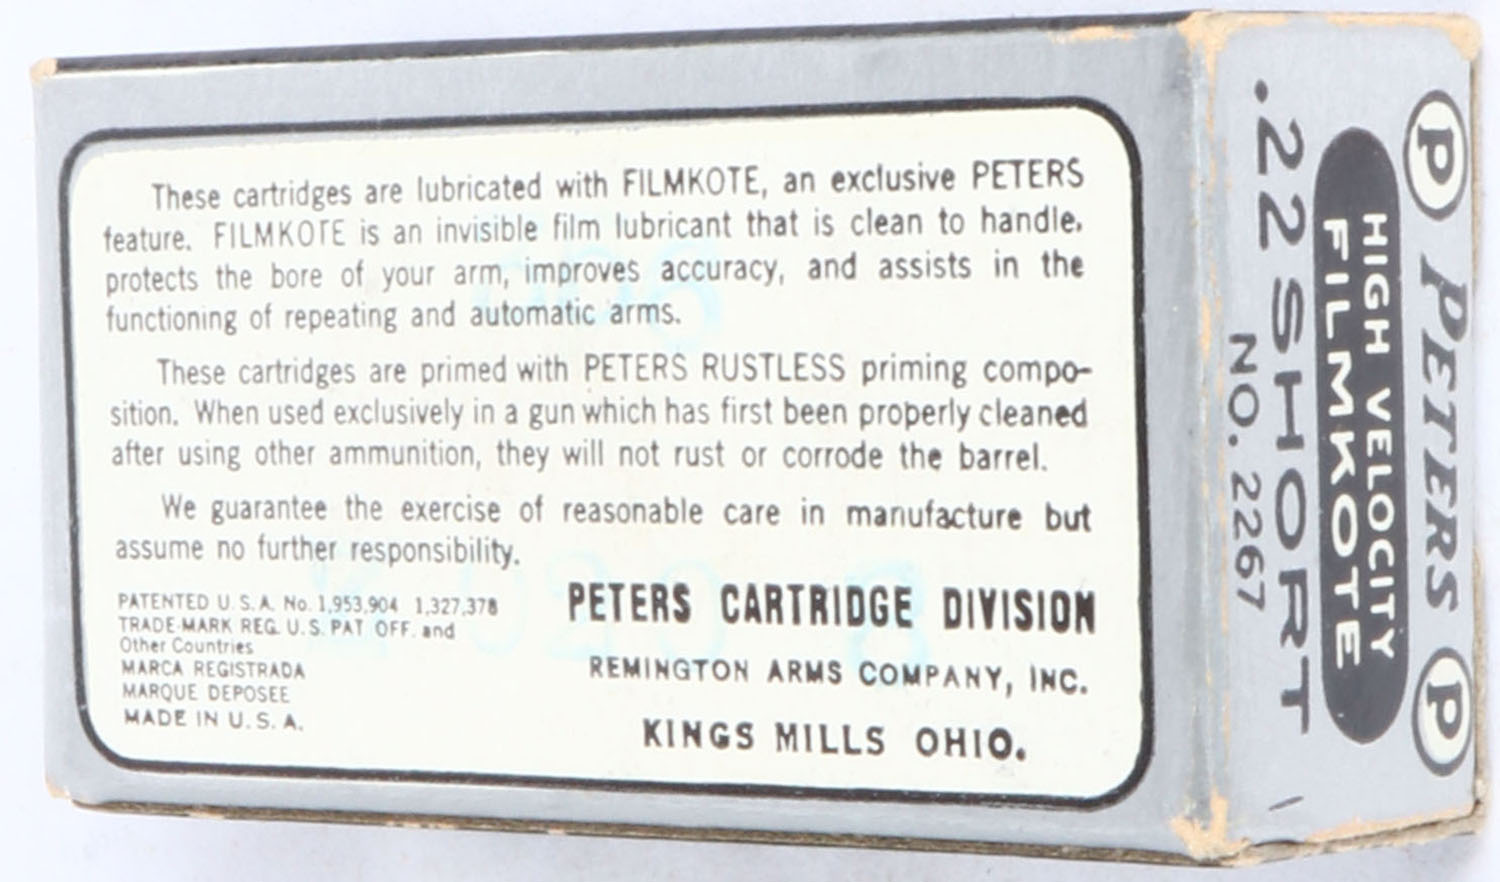 These cartridges are lubricated with FILMKOTE, an exclusive PETERS
feature. FILMKOTE is an invisible film lubricant that is clean to handle,
protects the bore of your arm, improves accuracy, and assists in the
functioning of repeating and automatic arms.
These cartridges are primed with PETERS RUSTLESS priming compo-
sition. When used exclusively in a gun which has first been properly cleaned
after using other ammunition, they will not rust or corrode the barrel.
We guarantee the exercise of reasonable care in manufacture but
assume no further responsibility.
PATENTED U.S.A. No. 1,953,904 1,327,378
TRADE-MARK REG. U.S. PAT OFF. and
Other Countries
MARCA REGISTRADA
MARQUE DEPOSEE
MADE IN U.S.A.
PETERS CARTRIDGE DIVISION
REMINGTON ARMS COMPANY, INC.
KINGS MILLS OHIO.
P PETERS P
HIGH VELOCITY
FILMKOTE
.22 SHORT
NO. 2267